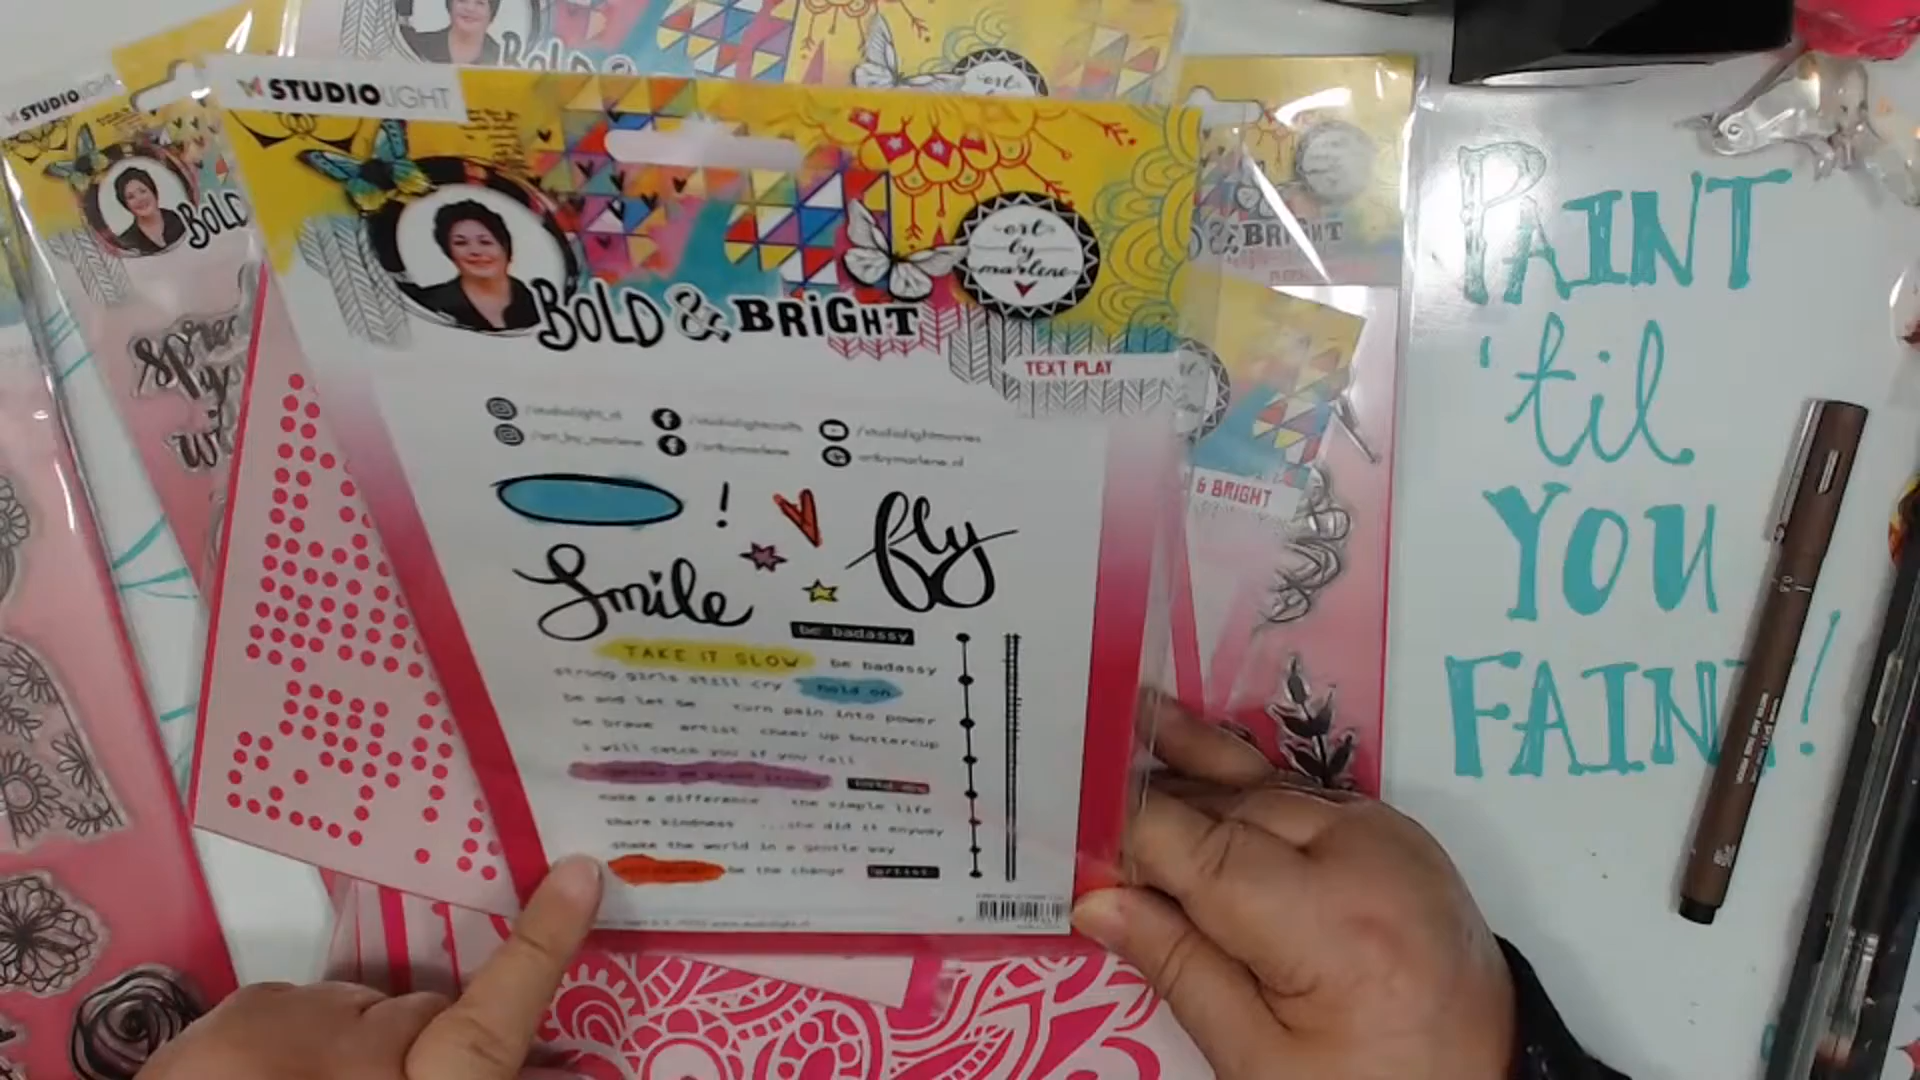 STUDIOLIGHT
STUDIOLIGHT
BOLD &
BOLD
art
art
by
marlene
BOLD & BRiGHT
& BRiGHT
TEXT PLAY
/studiolight_nl
/studiolightcrafts
/studiolightmovies
/art_by_marlene
/artbymarlene
artbymarlene.nl
& BRIGHT
!
Smile
fly
be badassy
TAKE IT SLOW
be badassy
strong girls still cry
hold on
be and let be
turn pain into power
be brave
artist
cheer up buttercup
i will catch you if you fall
make a difference
the simple life
share kindness
...she did it anyway
shake the world in a gentle way
be the change
artist
PAINT
'til
YOU
FAINT!